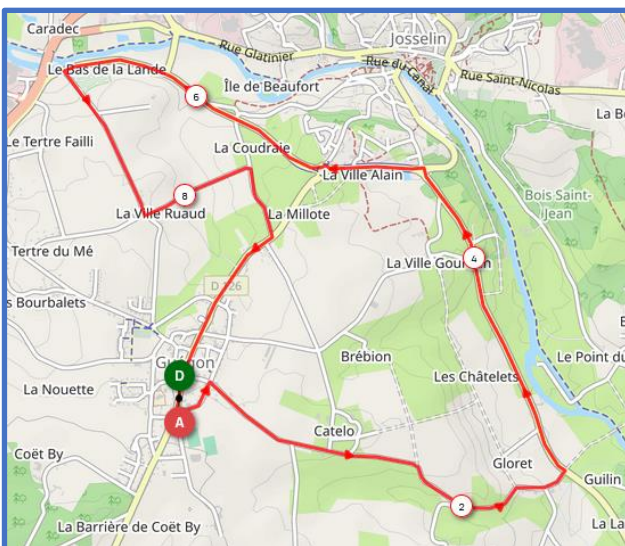 Caradec
Josselin
Rue Glatinier
Le Bas de la Lande
Rue du Canal
Rue Saint-Nicolas
Île de Beaufort
6
Le Tertre Failli
La Coudraie
La Ville Alain
Bois Saint-
Jean
8
La Ville Ruaud
La Millote
Tertre du Mé
4
La Ville
D 126
s Bourbalets
Brébion
Le Point du
D
La Nouette
Les Châtelets
A
Catelo
Coët By
Gloret
Guilin
2
La Barrière de Coët By
La La